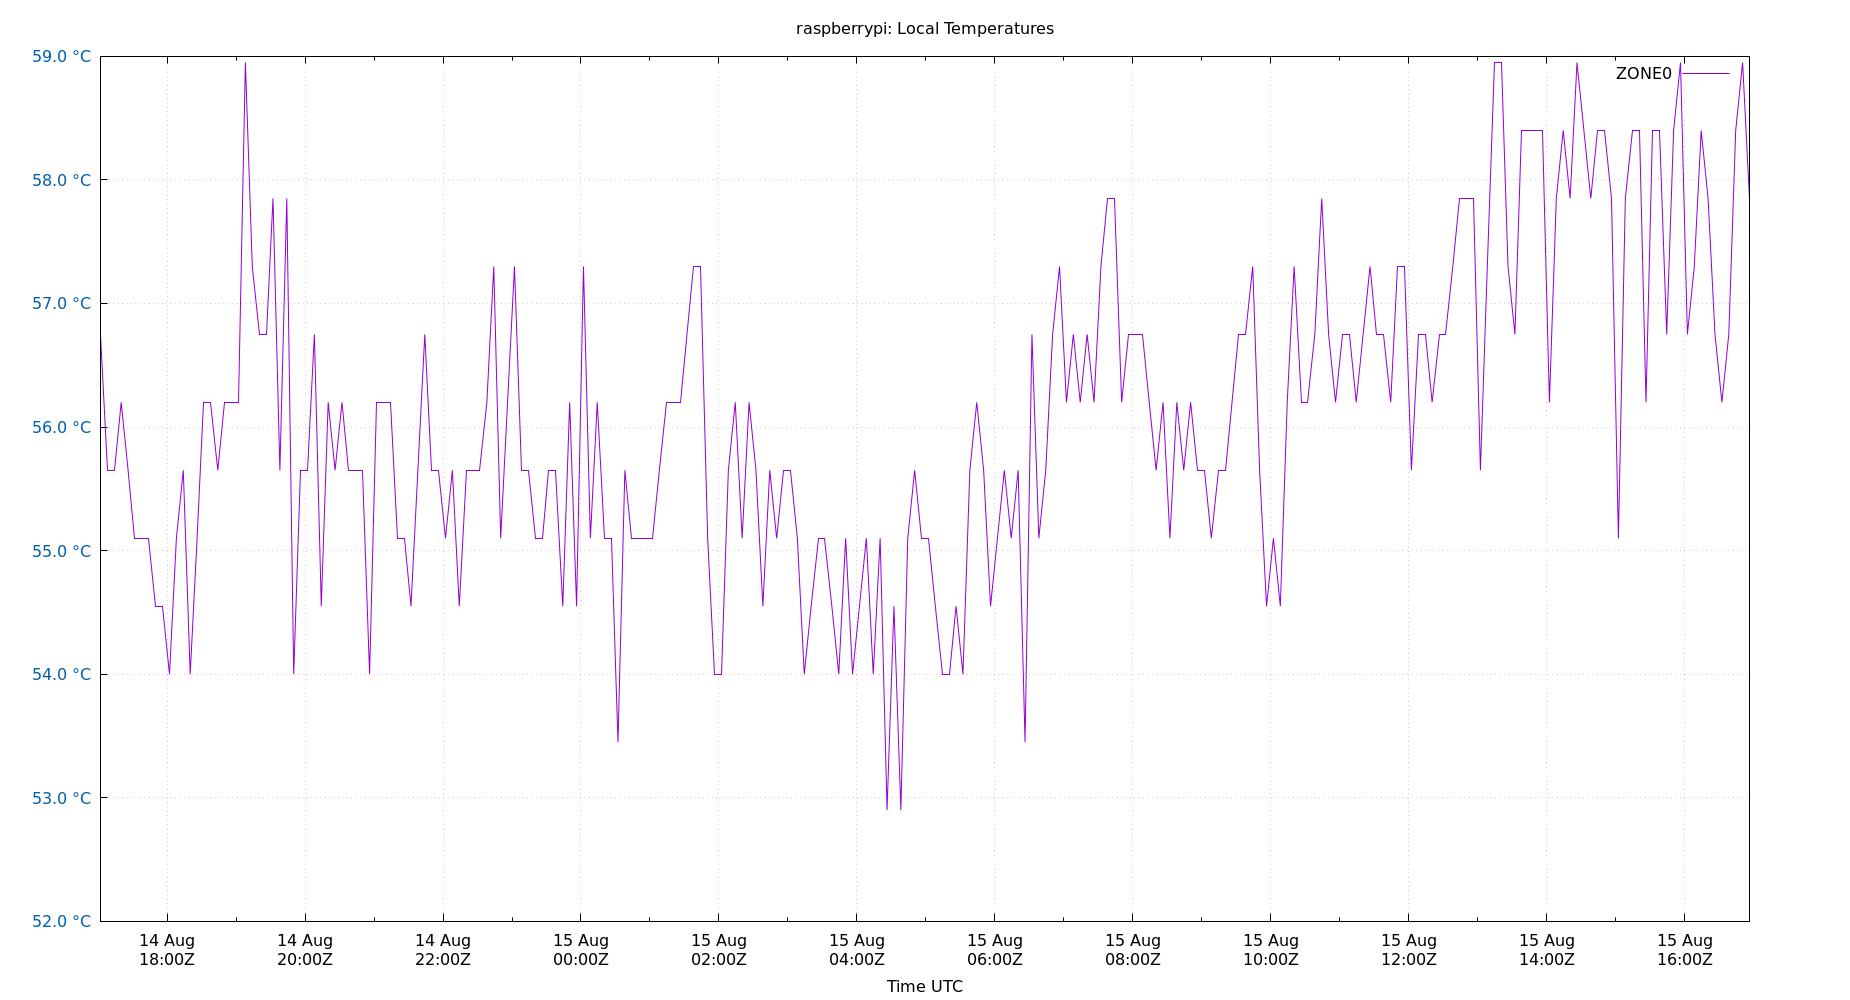 raspberrypi: Local Temperatures
59.0 °C
58.0 °C
57.0 °C
56.0 °C
55.0 °C
54.0 °C
53.0 °C
52.0 °C
ZONE0
14 Aug 14 Aug 14 Aug 15 Aug 15 Aug 15 Aug 15 Aug 15 Aug 15 Aug 15 Aug 15 Aug 15 Aug
18:00Z 20:00Z 22:00Z 00:00Z 02:00Z 04:00Z 06:00Z 08:00Z 10:00Z 12:00Z 14:00Z 16:00Z
Time UTC